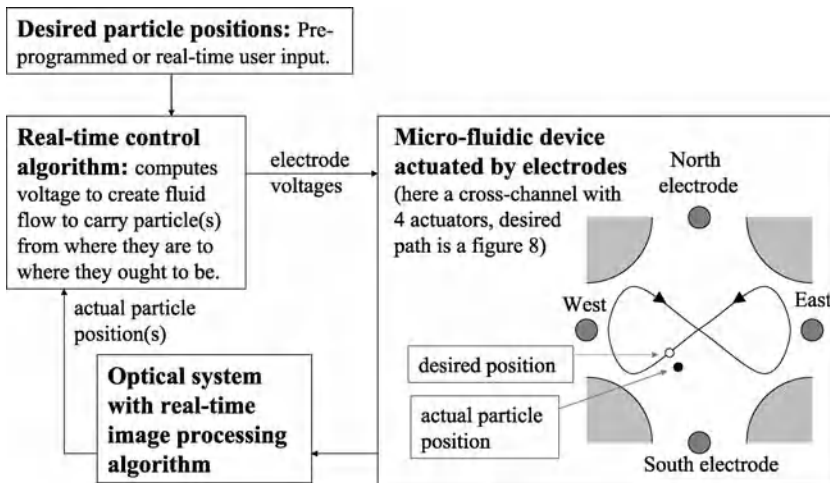 Desired particle positions: Pre-
programmed or real-time user input.
Real-time control
algorithm: computes
voltage to create fluid
flow to carry particle(s)
from where they are to
where they ought to be.
electrode
voltages
Micro-fluidic device
actuated by electrodes
(here a cross-channel with
4 actuators, desired
path is a figure 8)
North
electrode
West
East
desired position
actual particle
position
South electrode
actual particle
position(s)
Optical system
with real-time
image processing
algorithm